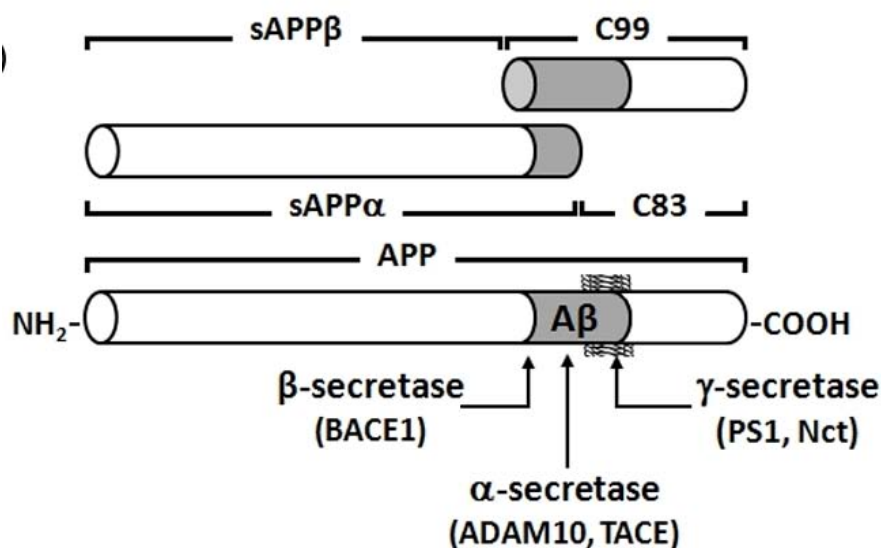 sAPPβ
C99
sAPPα
C83
APP
NH₂-
Aβ
-COOH
β-secretase
(BACE1)
γ-secretase
(PS1, Nct)
α-secretase
(ADAM10, TACE)